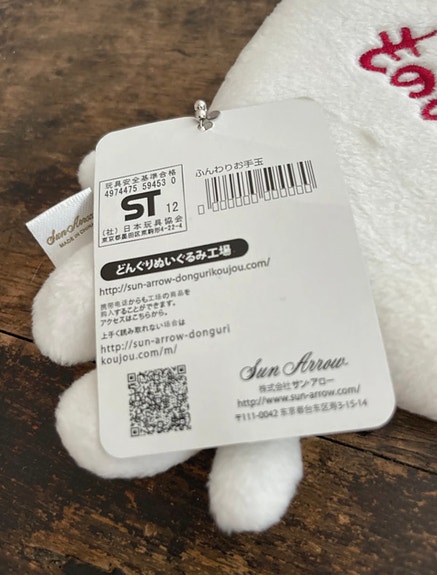 玩具安全基準合格
4974475 59453 0
ST 12
(社)日本玩具協会
東京都墨田区東駒形4-22-4
ふんわりお手玉
どんぐりぬいぐるみ工場
http://sun-arrow-dongurikoujou.com/
携帯電話からも工場の商品を
購入することができます。
アクセスはこちらから。
上手く読み取れない場合は
http://sun-arrow-donguri
koujou.com/m/
Sun Arrow
株式会社サン・アロー
http://www.sun-arrow.com/
〒111-0042 东京都台东区寿3-15-14
Sun Arrow
MADE IN CHINA
きの